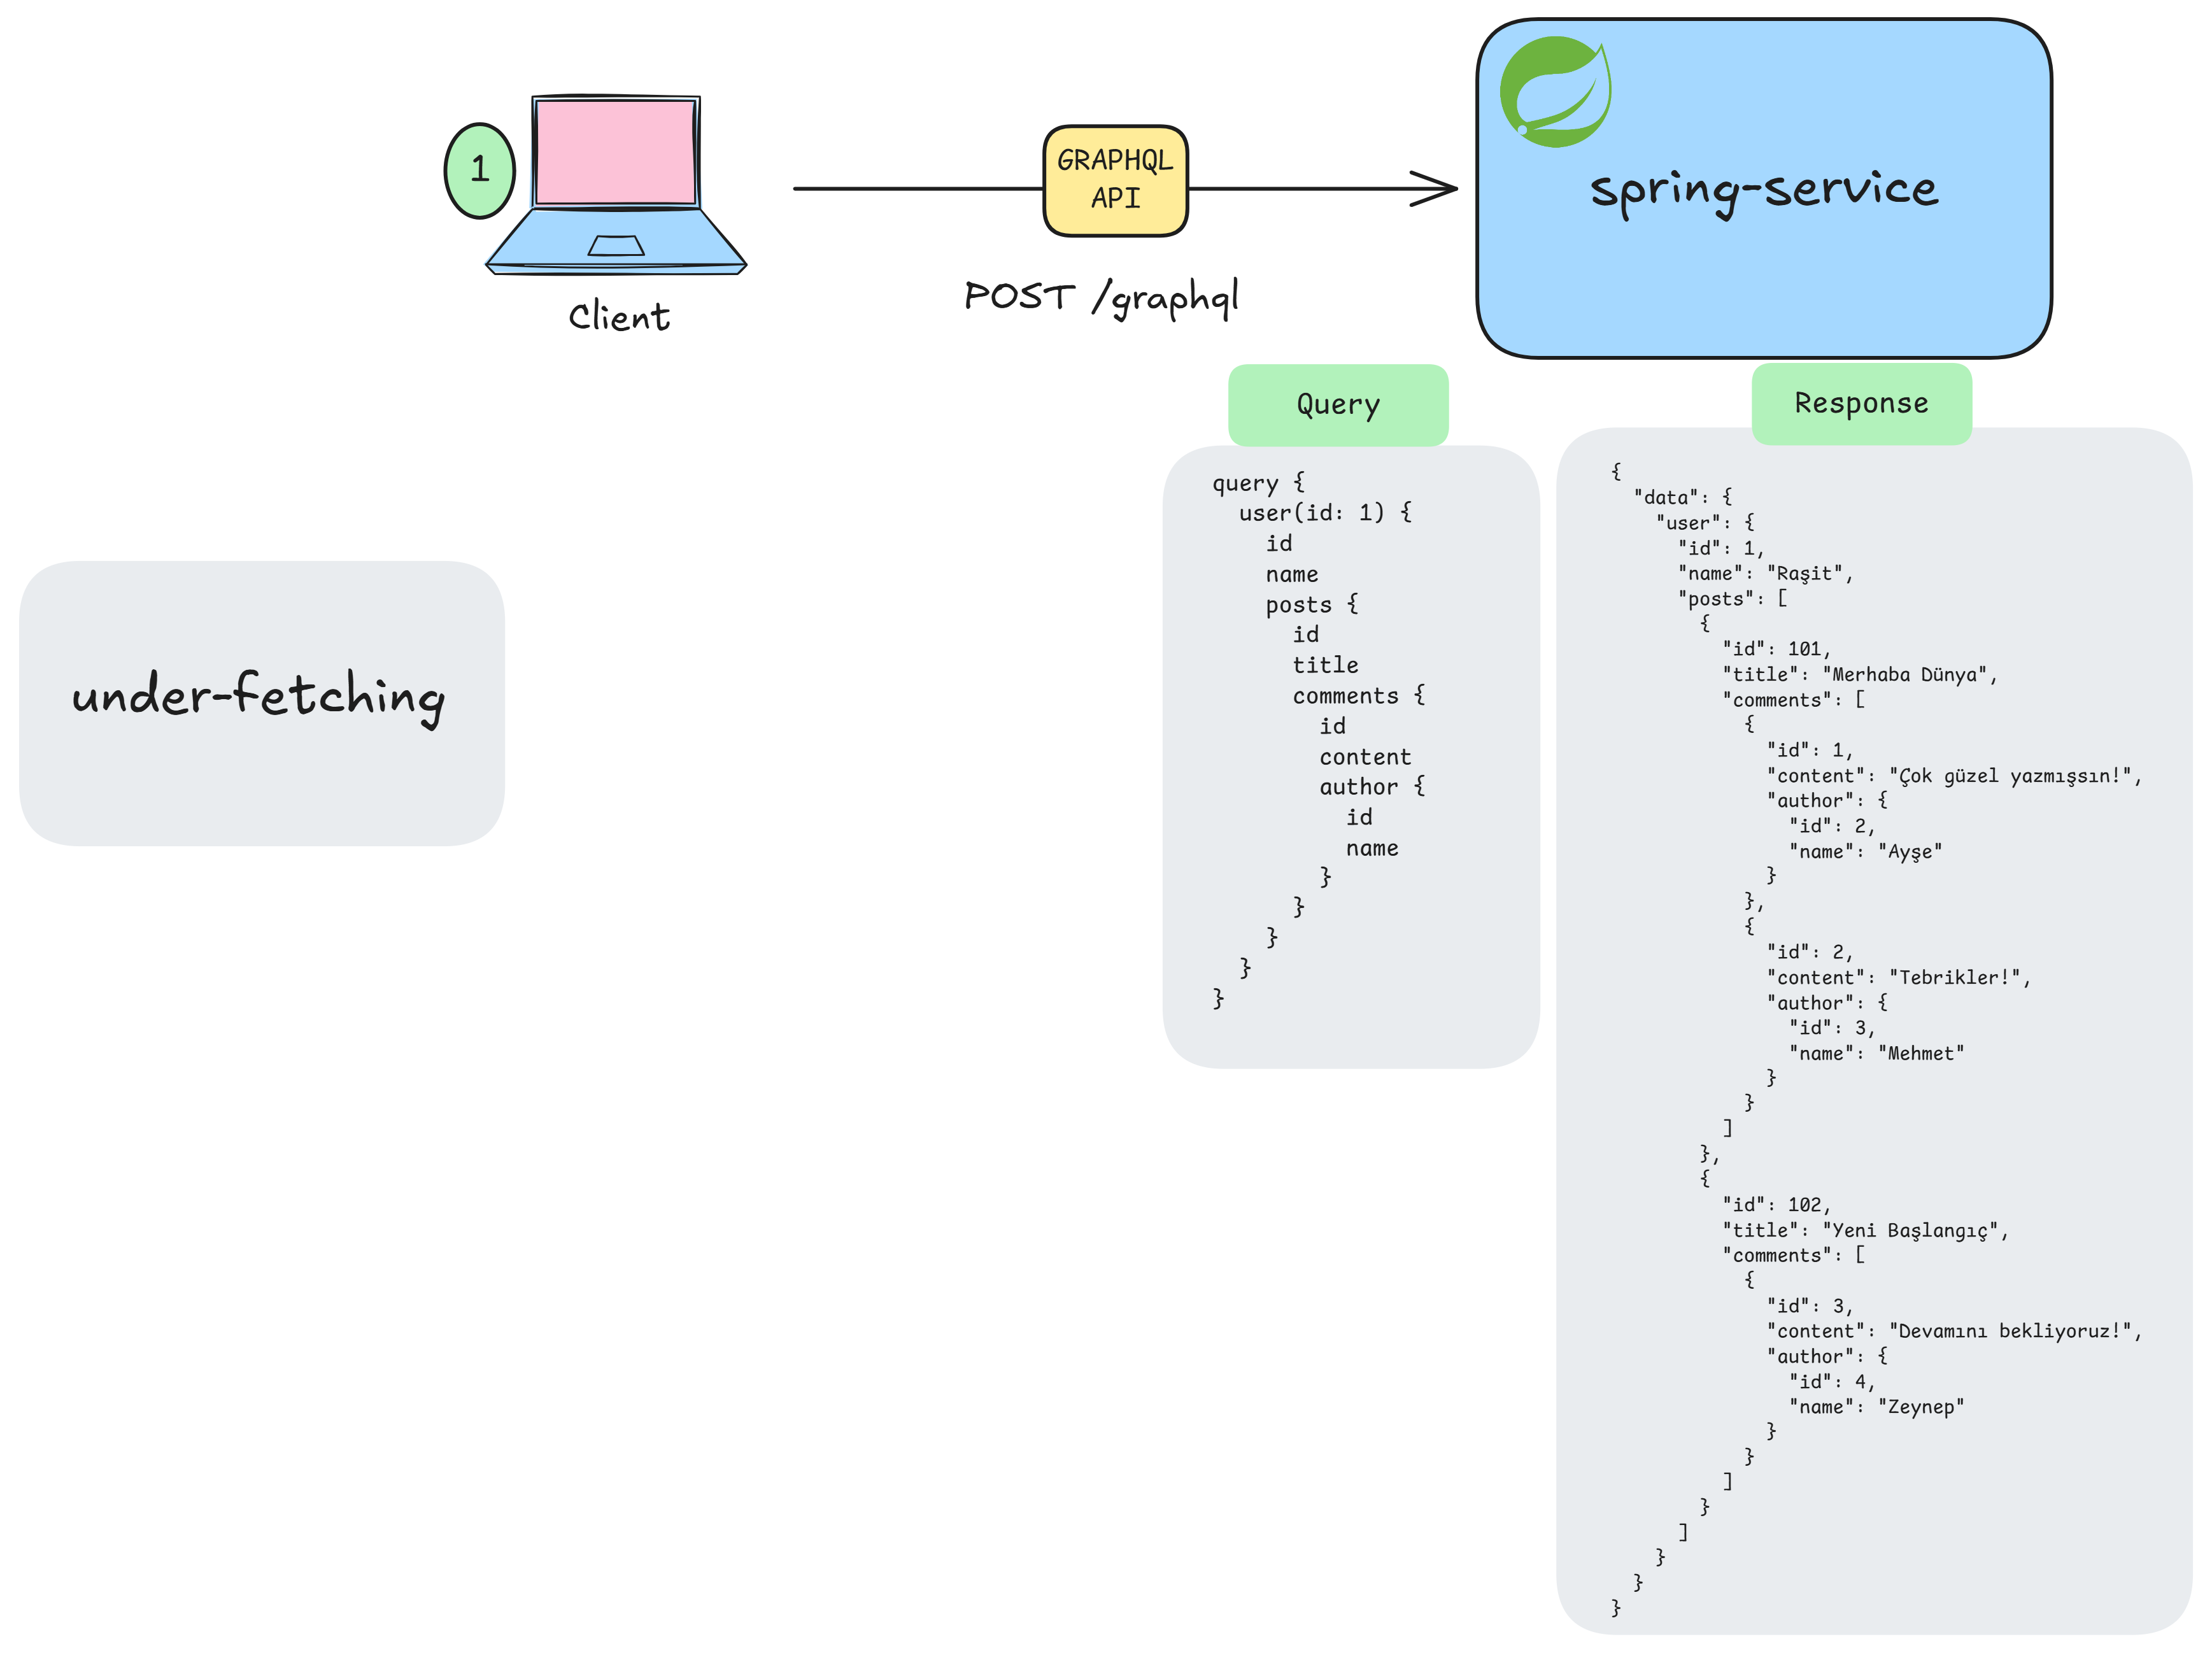 1
Client
GRAPHQL
API
POST /graphql
spring-service
under-fetching
Query
query {
  user(id: 1) {
    id
    name
    posts {
      id
      title
      comments {
        id
        content
        author {
          id
          name
        }
      }
    }
  }
}
Response
{
  "data": {
    "user": {
      "id": 1,
      "name": "Raşit",
      "posts": [
        {
          "id": 101,
          "title": "Merhaba Dünya",
          "comments": [
            {
              "id": 1,
              "content": "Çok güzel yazmışsın!",
              "author": {
                "id": 2,
                "name": "Ayşe"
              }
            },
            {
              "id": 2,
              "content": "Tebrikler!",
              "author": {
                "id": 3,
                "name": "Mehmet"
              }
            }
          ]
        },
        {
          "id": 102,
          "title": "Yeni Başlangıç",
          "comments": [
            {
              "id": 3,
              "content": "Devamını bekliyoruz!",
              "author": {
                "id": 4,
                "name": "Zeynep"
              }
            }
          ]
        }
      ]
    }
  }
}